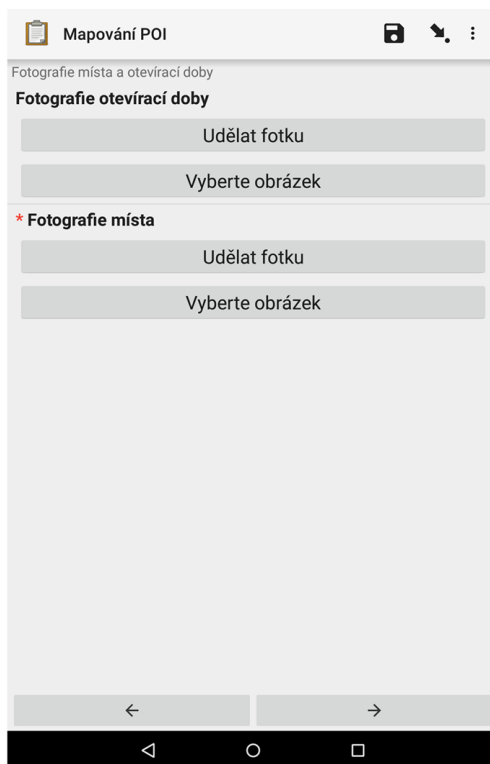 Mapování POI
Fotografie místa a otevírací doby
Fotografie otevírací doby
Udělat fotku
Vyberte obrázek
* Fotografie místa
Udělat fotku
Vyberte obrázek